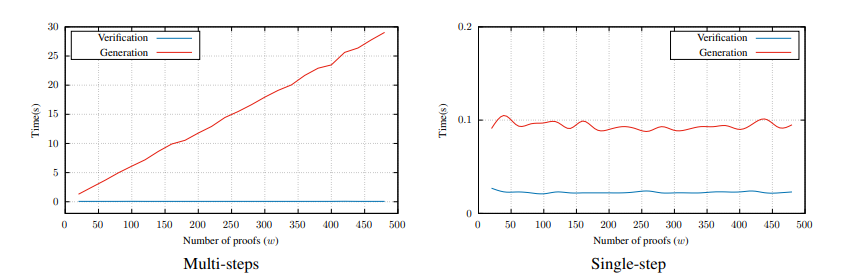 30
25
20
15
10
5
0
Time(s)
Verification
Generation
0 50 100 150 200 250 300 350 400 450 500
Number of proofs (w)
Multi-steps
0.2
0.1
0
Time(s)
Verification
Generation
0 50 100 150 200 250 300 350 400 450 500
Number of proofs (w)
Single-step